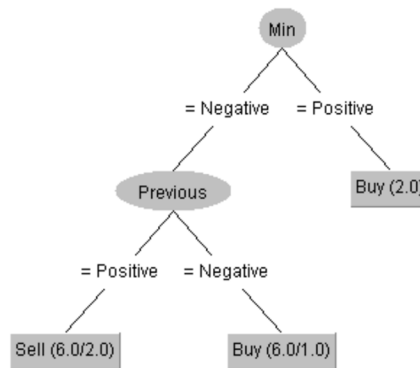 Min
= Negative = Positive
Previous Buy (2.0)
= Positive = Negative
Sell (6.0/2.0) Buy (6.0/1.0)